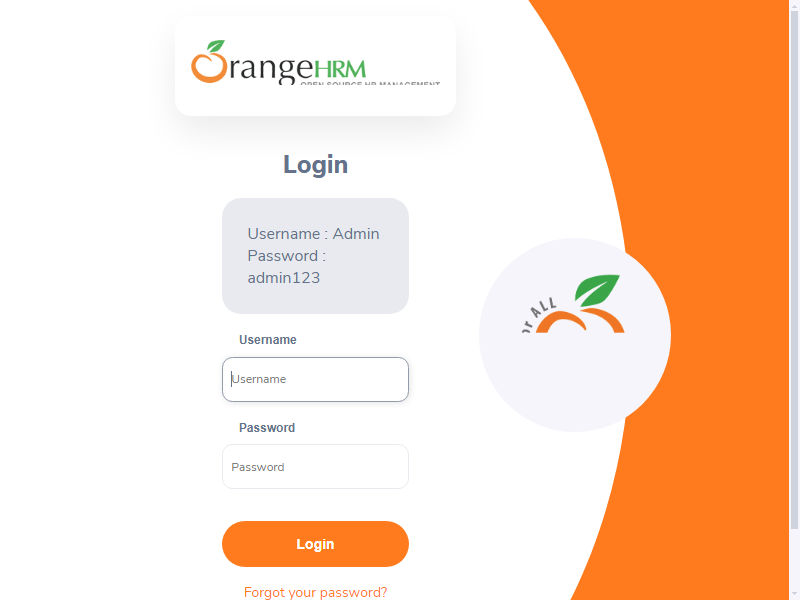 OrangeHRM
OPEN SOURCE HR MANAGEMENT
Login
Username : Admin
Password :
admin123
Username
Username
Password
Password
Login
Forgot your password?
or ALL